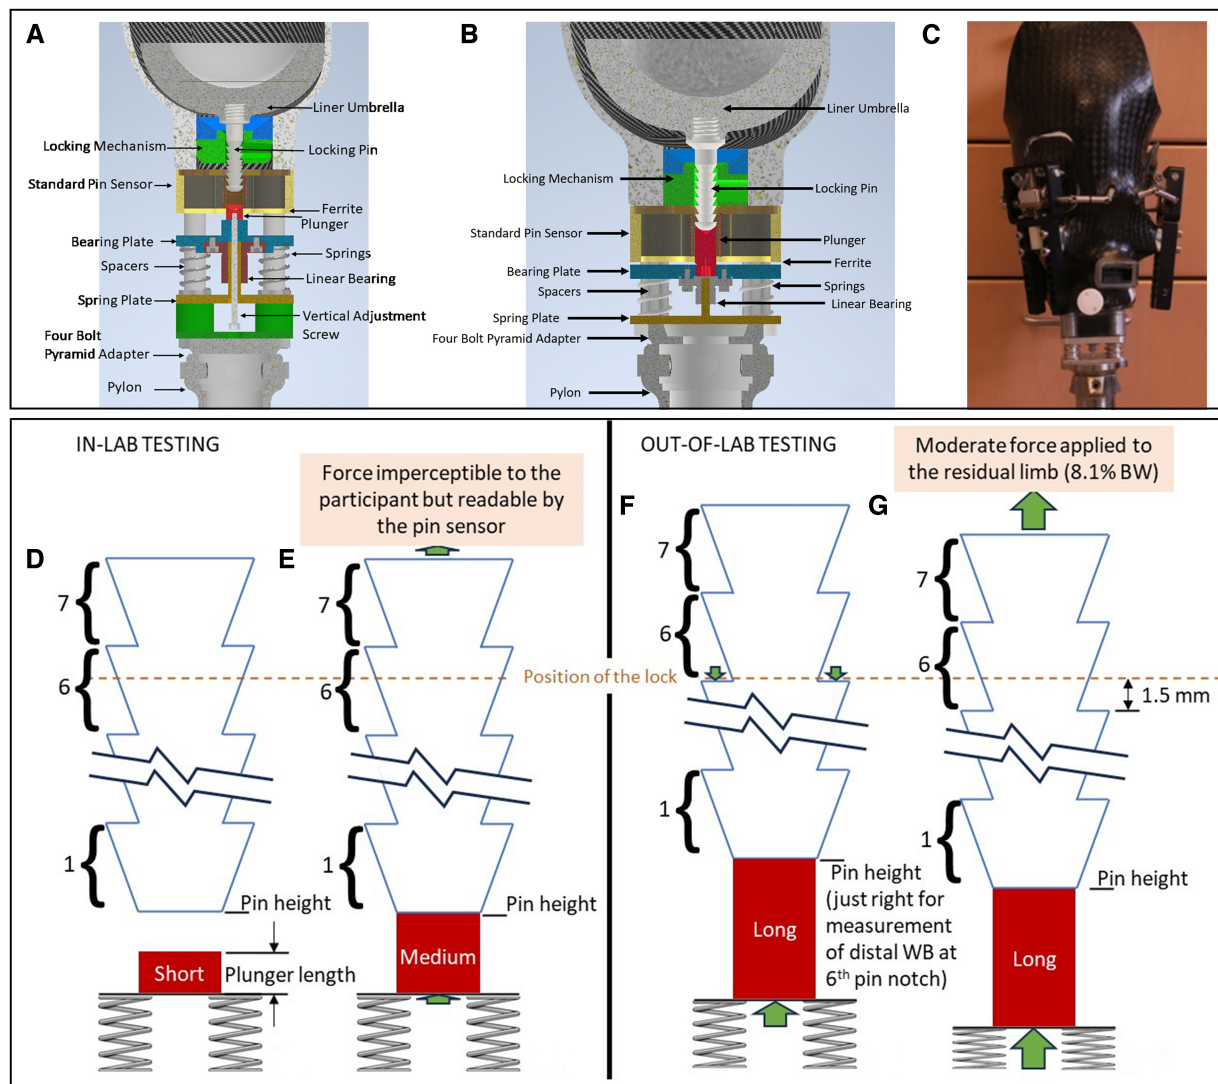 A
Liner Umbrella
Locking Mechanism
Locking Pin
Standard Pin Sensor
Ferrite
Plunger
Bearing Plate
Springs
Spacers
Linear Bearing
Spring Plate
Vertical Adjustment
Screw
Four Bolt
Pyramid Adapter
Pylon
B
Liner Umbrella
Locking Mechanism
Locking Pin
Standard Pin Sensor
Plunger
Ferrite
Bearing Plate
Springs
Spacers
Linear Bearing
Spring Plate
Four Bolt Pyramid Adapter
Pylon
C
IN-LAB TESTING
Force imperceptible to the
participant but readable by
the pin sensor
D
E
7
6
1
Pin height
Short
Plunger length
7
6
1
Pin height
Medium
Position of the lock
OUT-OF-LAB TESTING
Moderate force applied to
the residual limb (8.1% BW)
F
G
7
6
1
Pin height
(just right for
measurement
of distal WB at
6th pin notch)
Long
7
6
1.5 mm
1
Pin height
Long